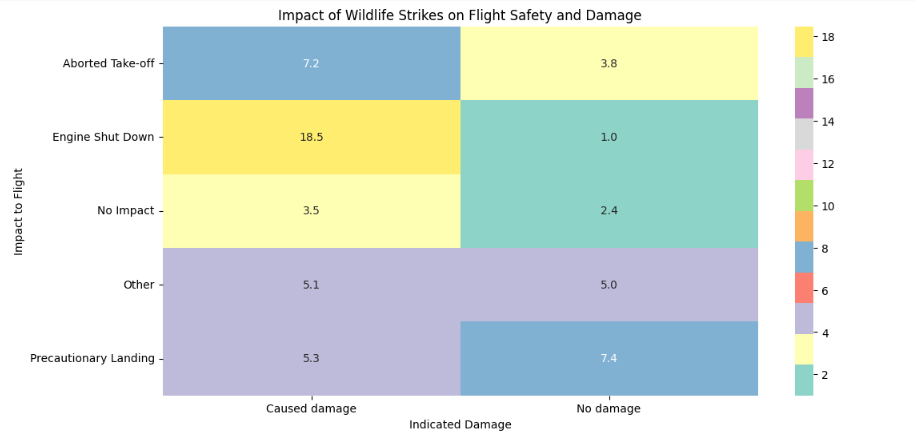 Impact of Wildlife Strikes on Flight Safety and Damage
Impact to Flight
Aborted Take-off 7.2 3.8
Engine Shut Down 18.5 1.0
No Impact 3.5 2.4
Other 5.1 5.0
Precautionary Landing 5.3 7.4
Caused damage No damage
Indicated Damage
18
16
14
12
10
8
6
4
2